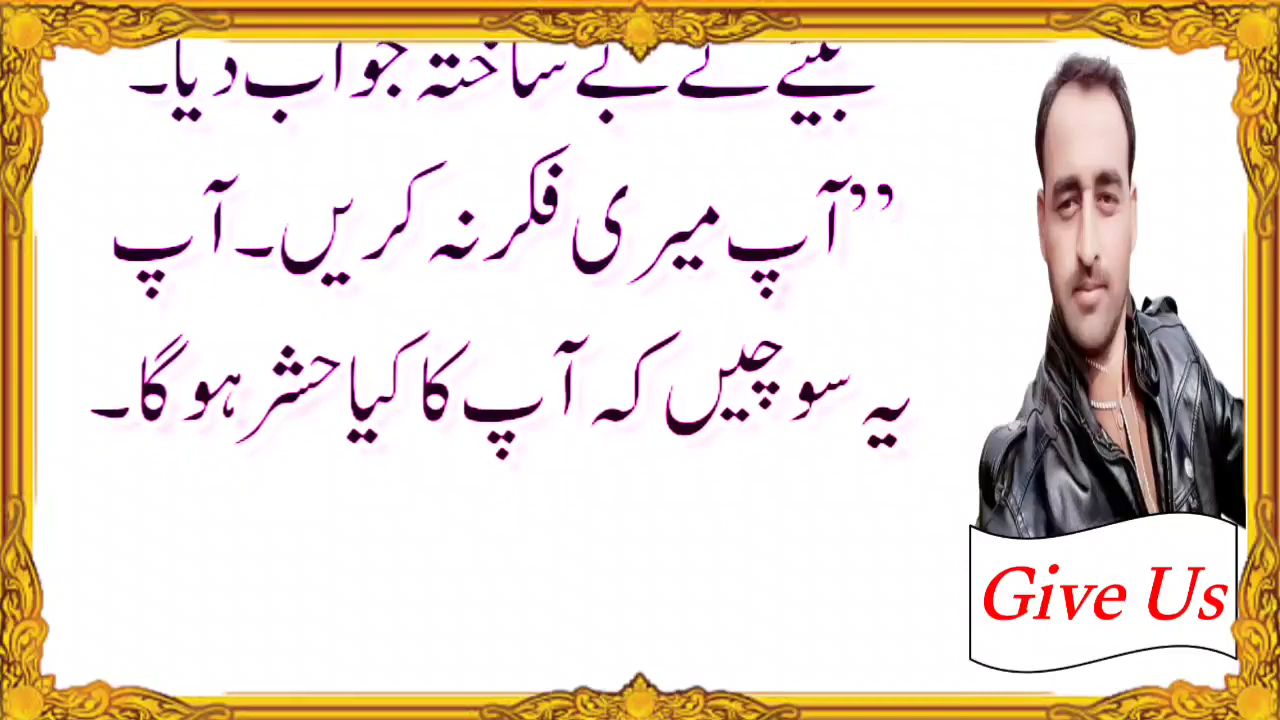 بیٹے نے بے ساختہ جواب دیا۔
”آپ میری فکر نہ کریں۔ آپ
یہ سوچیں کہ آپ کا کیا حشر ہو گا۔
Give Us